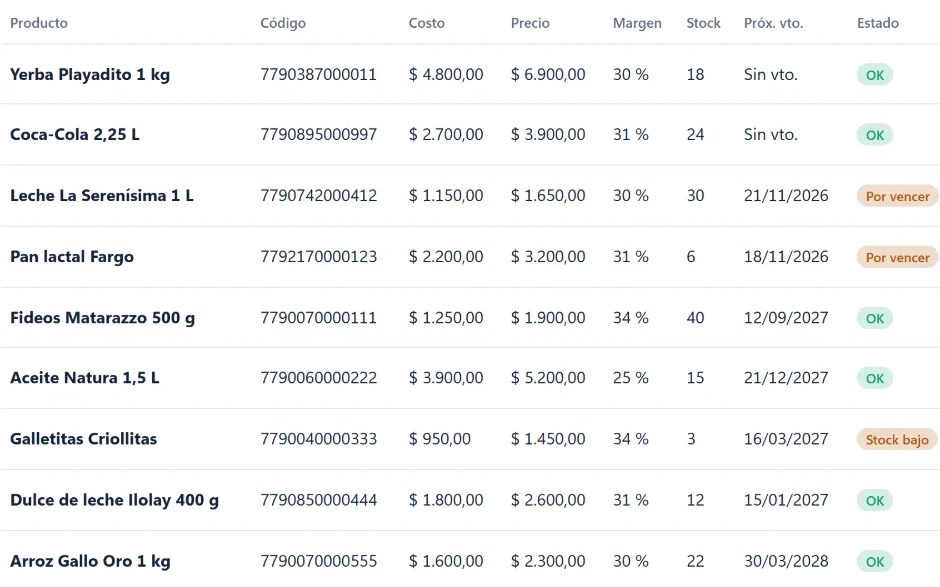 Producto Código Costo Precio Margen Stock Próx. vto. Estado
Yerba Playadito 1 kg 7790387000011 $ 4.800,00 $ 6.900,00 30 % 18 Sin vto. OK
Coca-Cola 2,25 L 7790895000997 $ 2.700,00 $ 3.900,00 31 % 24 Sin vto. OK
Leche La Serenísima 1 L 7790742000412 $ 1.150,00 $ 1.650,00 30 % 30 21/11/2026 Por vencer
Pan lactal Fargo 7792170000123 $ 2.200,00 $ 3.200,00 31 % 6 18/11/2026 Por vencer
Fideos Matarazzo 500 g 7790070000111 $ 1.250,00 $ 1.900,00 34 % 40 12/09/2027 OK
Aceite Natura 1,5 L 7790060000222 $ 3.900,00 $ 5.200,00 25 % 15 21/12/2027 OK
Galletitas Criollitas 7790040000333 $ 950,00 $ 1.450,00 34 % 3 16/03/2027 Stock bajo
Dulce de leche Ilolay 400 g 7790850000444 $ 1.800,00 $ 2.600,00 31 % 12 15/01/2027 OK
Arroz Gallo Oro 1 kg 7790070000555 $ 1.600,00 $ 2.300,00 30 % 22 30/03/2028 OK